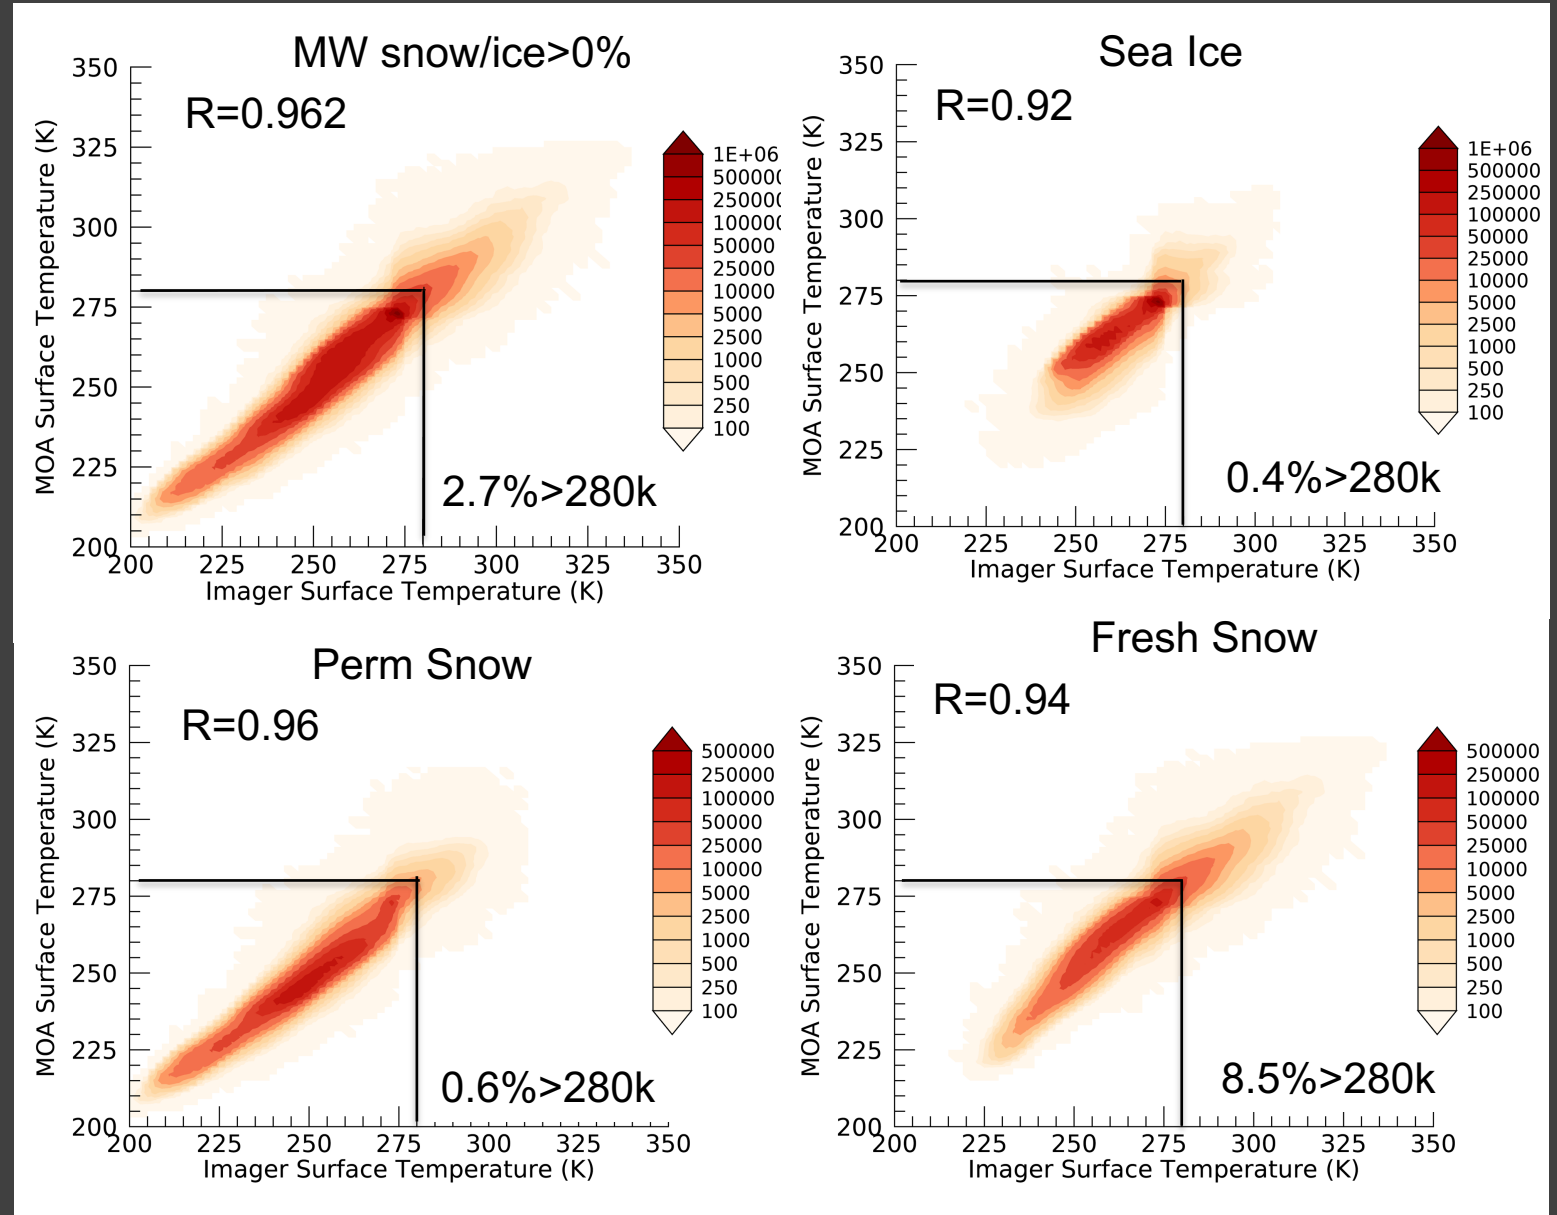 MW snow/ice>0%
R=0.962
350
325
300
275
250
225
200
MOA Surface Temperature (K)
200 225 250 275 300 325 350
Imager Surface Temperature (K)
2.7%>280k
1E+06
500000
250000
100000
50000
25000
10000
5000
2500
1000
500
250
100
Sea Ice
R=0.92
350
325
300
275
250
225
200
MOA Surface Temperature (K)
200 225 250 275 300 325 350
Imager Surface Temperature (K)
0.4%>280k
1E+06
500000
250000
100000
50000
25000
10000
5000
2500
1000
500
250
100
Perm Snow
R=0.96
350
325
300
275
250
225
200
MOA Surface Temperature (K)
200 225 250 275 300 325 350
Imager Surface Temperature (K)
0.6%>280k
500000
250000
100000
50000
25000
10000
5000
2500
1000
500
250
100
Fresh Snow
R=0.94
350
325
300
275
250
225
200
MOA Surface Temperature (K)
200 225 250 275 300 325 350
Imager Surface Temperature (K)
8.5%>280k
500000
250000
100000
50000
25000
10000
5000
2500
1000
500
250
100